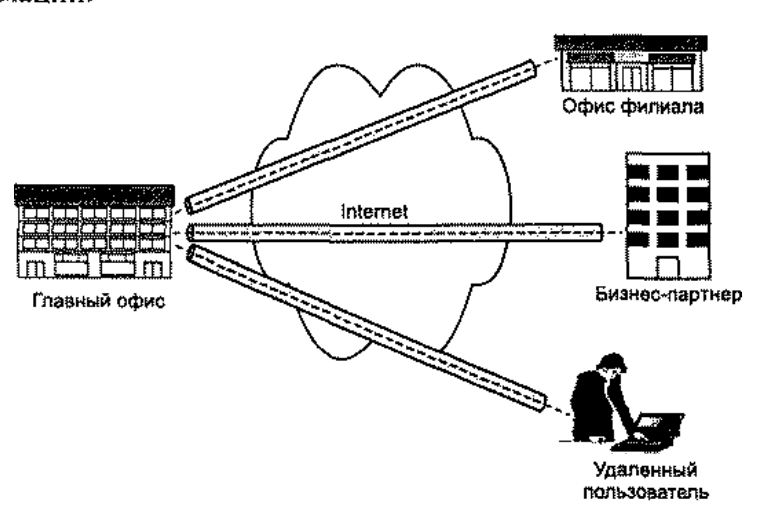 Офис филиала
Internet
Главный офис
Бизнес-партнер
Удаленный
пользователь